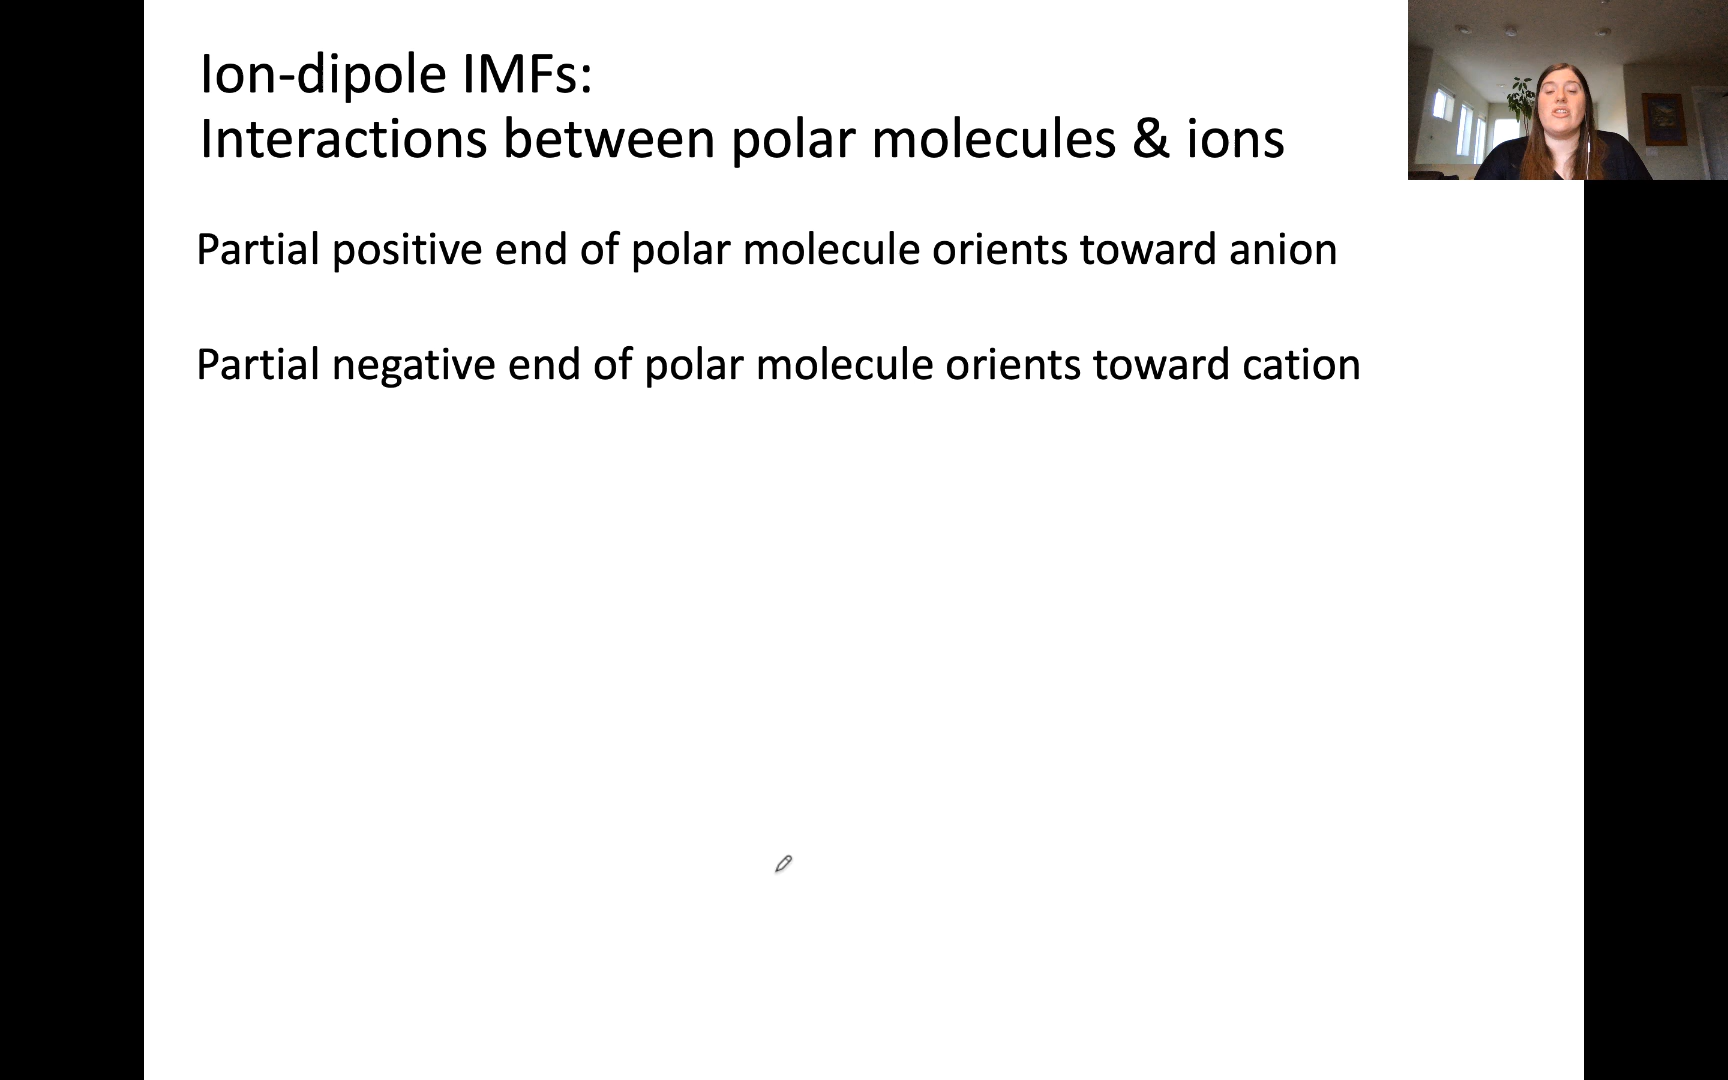 Ion-dipole IMFs:
Interactions between polar molecules & ions
Partial positive end of polar molecule orients toward anion
Partial negative end of polar molecule orients toward cation